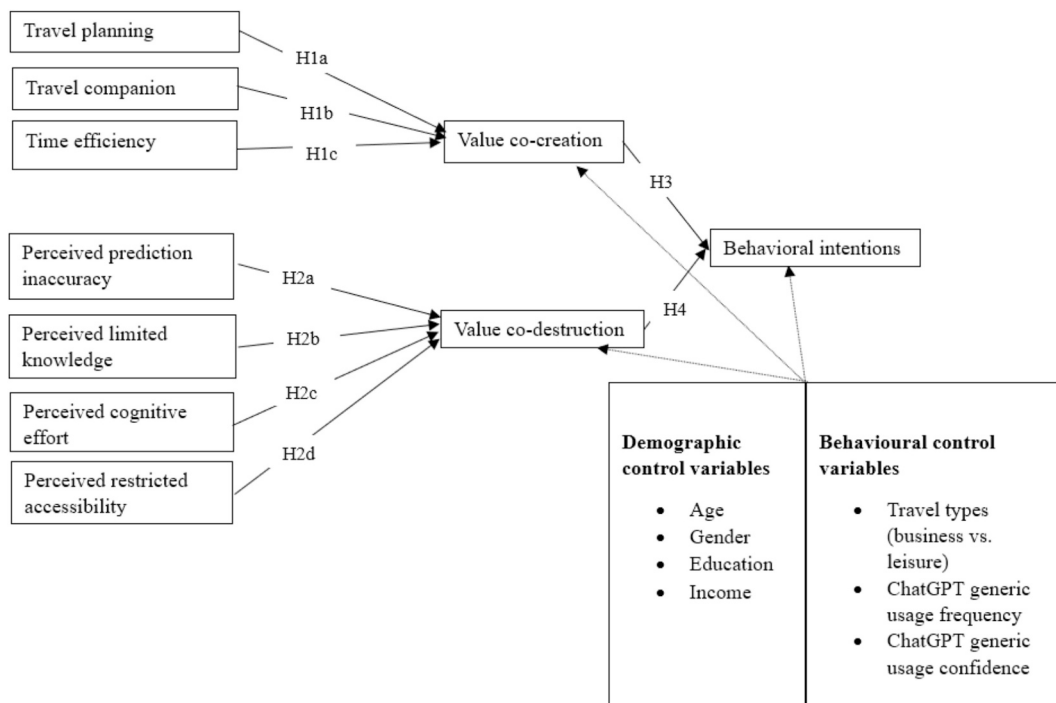 Travel planning
H1a
Travel companion
H1b
Time efficiency
H1c
Value co-creation
H3
Perceived prediction
inaccuracy
H2a
Behavioral intentions
Perceived limited
knowledge
H2b
Value co-destruction
H4
Perceived cognitive
effort
H2c
Perceived restricted
accessibility
H2d
Demographic
control variables
• Age
• Gender
• Education
• Income
Behavioural control
variables
• Travel types
(business vs.
leisure)
• ChatGPT generic
usage frequency
• ChatGPT generic
usage confidence